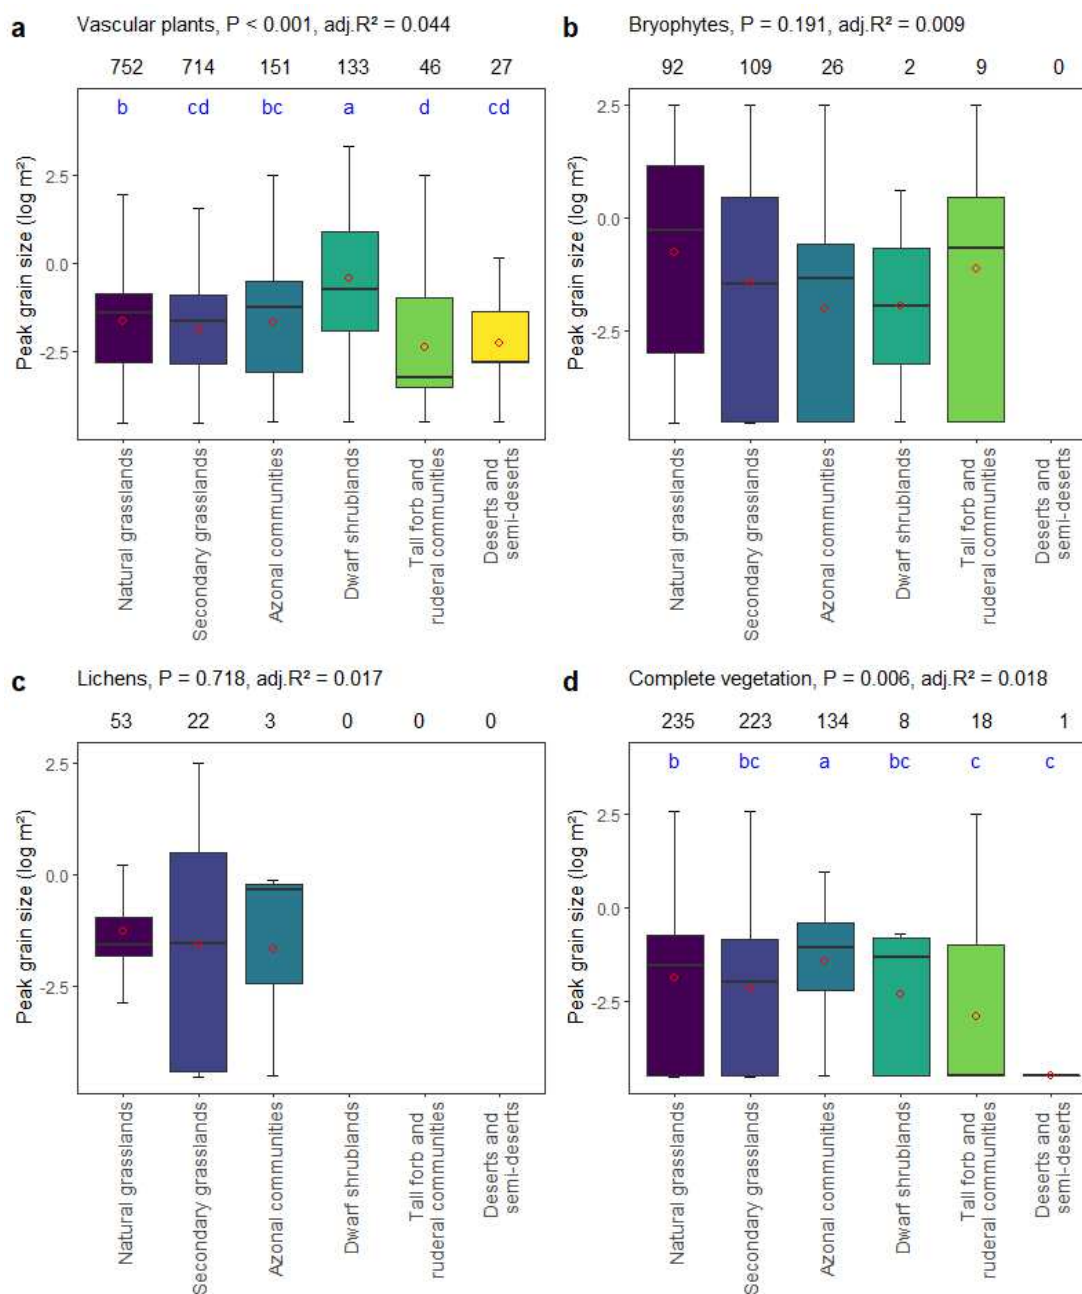 a Vascular plants, P < 0.001, adj.R² = 0.044
752 714 151 133 46 27
b cd bc a d cd
Peak grain size (log m²)
2.5
0.0
-2.5
Natural grasslands
Secondary grasslands
Azonal communities
Dwarf shrublands
Tall forb and
ruderal communities
Deserts and
semi-deserts
b Bryophytes, P = 0.191, adj.R² = 0.009
92 109 26 2 9 0
Peak grain size (log m²)
2.5
0.0
-2.5
Natural grasslands
Secondary grasslands
Azonal communities
Dwarf shrublands
Tall forb and
ruderal communities
Deserts and
semi-deserts
c Lichens, P = 0.718, adj.R² = 0.017
53 22 3 0 0 0
Peak grain size (log m²)
2.5
0.0
-2.5
Natural grasslands
Secondary grasslands
Azonal communities
Dwarf shrublands
Tall forb and
ruderal communities
Deserts and
semi-deserts
d Complete vegetation, P = 0.006, adj.R² = 0.018
235 223 134 8 18 1
b bc a bc c c
Peak grain size (log m²)
2.5
0.0
-2.5
Natural grasslands
Secondary grasslands
Azonal communities
Dwarf shrublands
Tall forb and
ruderal communities
Deserts and
semi-deserts